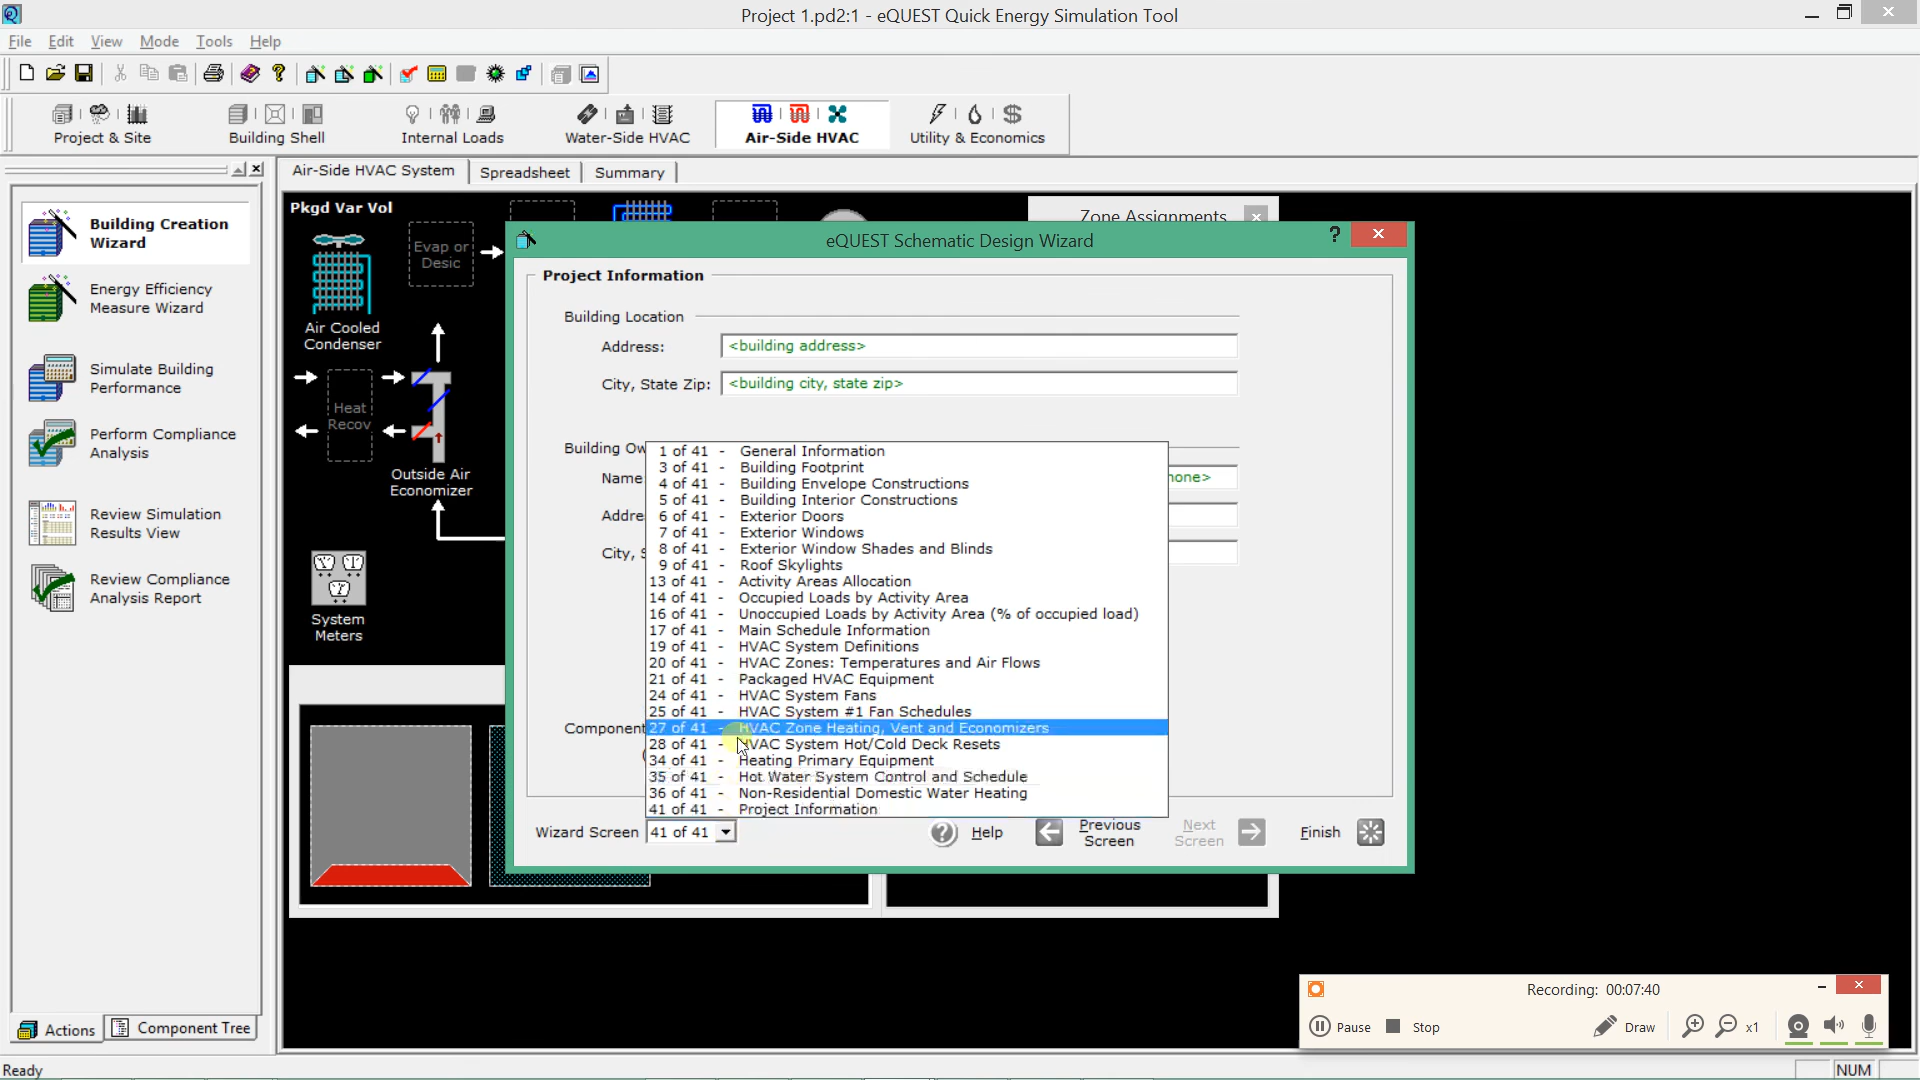 Project 1.pd2:1 - eQUEST Quick Energy Simulation Tool
File Edit View Mode Tools Help
Project & Site Building Shell Internal Loads Water-Side HVAC Air-Side HVAC Utility & Economics
Air-Side HVAC System Spreadsheet Summary
Building Creation
Wizard
Energy Efficiency
Measure Wizard
Simulate Building
Performance
Perform Compliance
Analysis
Review Simulation
Results View
Review Compliance
Analysis Report
Actions Component Tree
Pkgd Var Vol
Evap or
Desic
Air Cooled
Condenser
Heat
Recov
Outside Air
Economizer
System
Meters
Zone Assignments
eQUEST Schematic Design Wizard
Project Information
Building Location
Address: <building address>
City, State Zip: <building city, state zip>
Building Ow
Name
hone>
Addre
City, S
Component
1 of 41 - General Information
3 of 41 - Building Footprint
4 of 41 - Building Envelope Constructions
5 of 41 - Building Interior Constructions
6 of 41 - Exterior Doors
7 of 41 - Exterior Windows
8 of 41 - Exterior Window Shades and Blinds
9 of 41 - Roof Skylights
13 of 41 - Activity Areas Allocation
14 of 41 - Occupied Loads by Activity Area
16 of 41 - Unoccupied Loads by Activity Area (% of occupied load)
17 of 41 - Main Schedule Information
19 of 41 - HVAC System Definitions
20 of 41 - HVAC Zones: Temperatures and Air Flows
21 of 41 - Packaged HVAC Equipment
24 of 41 - HVAC System Fans
25 of 41 - HVAC System #1 Fan Schedules
27 of 41 - HVAC Zone Heating, Vent and Economizers
28 of 41 - HVAC System Hot/Cold Deck Resets
34 of 41 - Heating Primary Equipment
35 of 41 - Hot Water System Control and Schedule
36 of 41 - Non-Residential Domestic Water Heating
41 of 41 - Project Information
Wizard Screen 41 of 41 Help Previous
Screen Next
Screen Finish
Recording: 00:07:40
Pause Stop Draw x1
Ready NUM